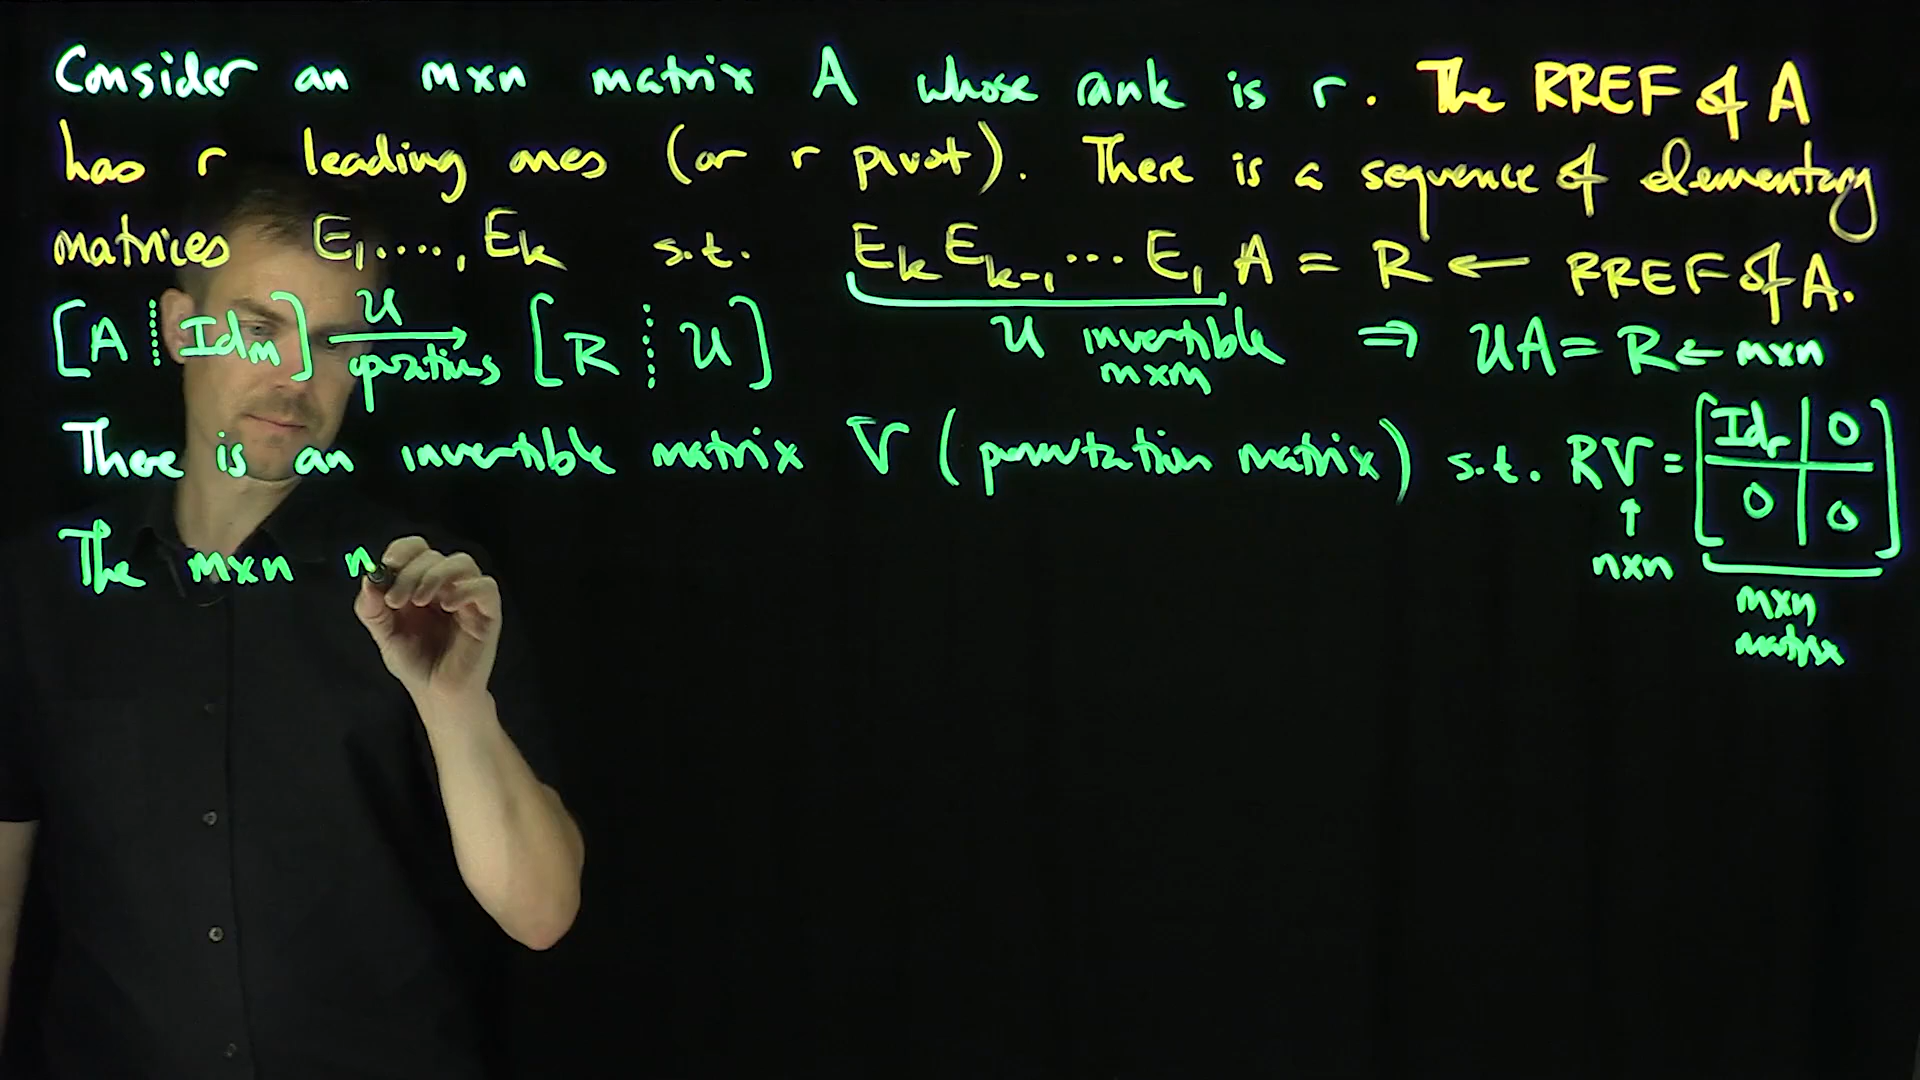 Consider an mxn matrix A whose rank is r. The RREF of A
has r leading ones (or r pivot). There is a sequence of elementary
matrices E₁, ..., Eₖ s.t. Eₖ Eₖ₋₁ ... E₁ A = R ← RREF of A.
[A ⋮ Idₘ] U→ operations [R ⋮ U] U invertible mxm ⇒ UA = R ← mxn
There is an invertible matrix V (permutation matrix) s.t. RV = [Idᵣ | 0
0 | 0]
↑
nxn
mxn
matrix
The mxn